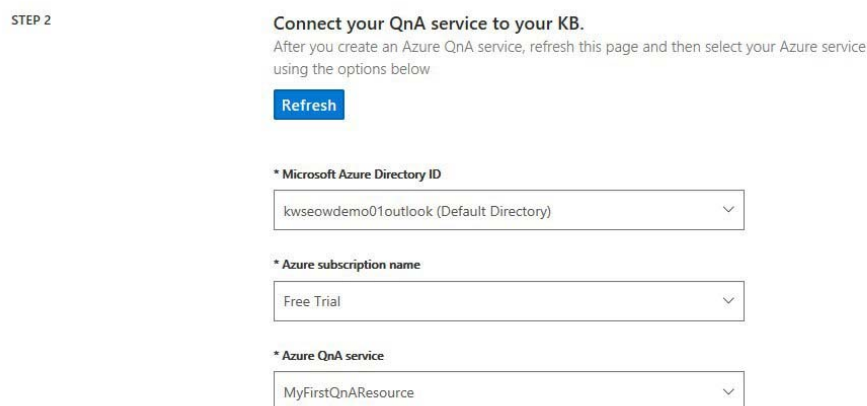 STEP 2
Connect your QnA service to your KB.
After you create an Azure QnA service, refresh this page and then select your Azure service
using the options below
Refresh
* Microsoft Azure Directory ID
kwseowdemo01outlook (Default Directory)
* Azure subscription name
Free Trial
* Azure QnA service
MyFirstQnAResource